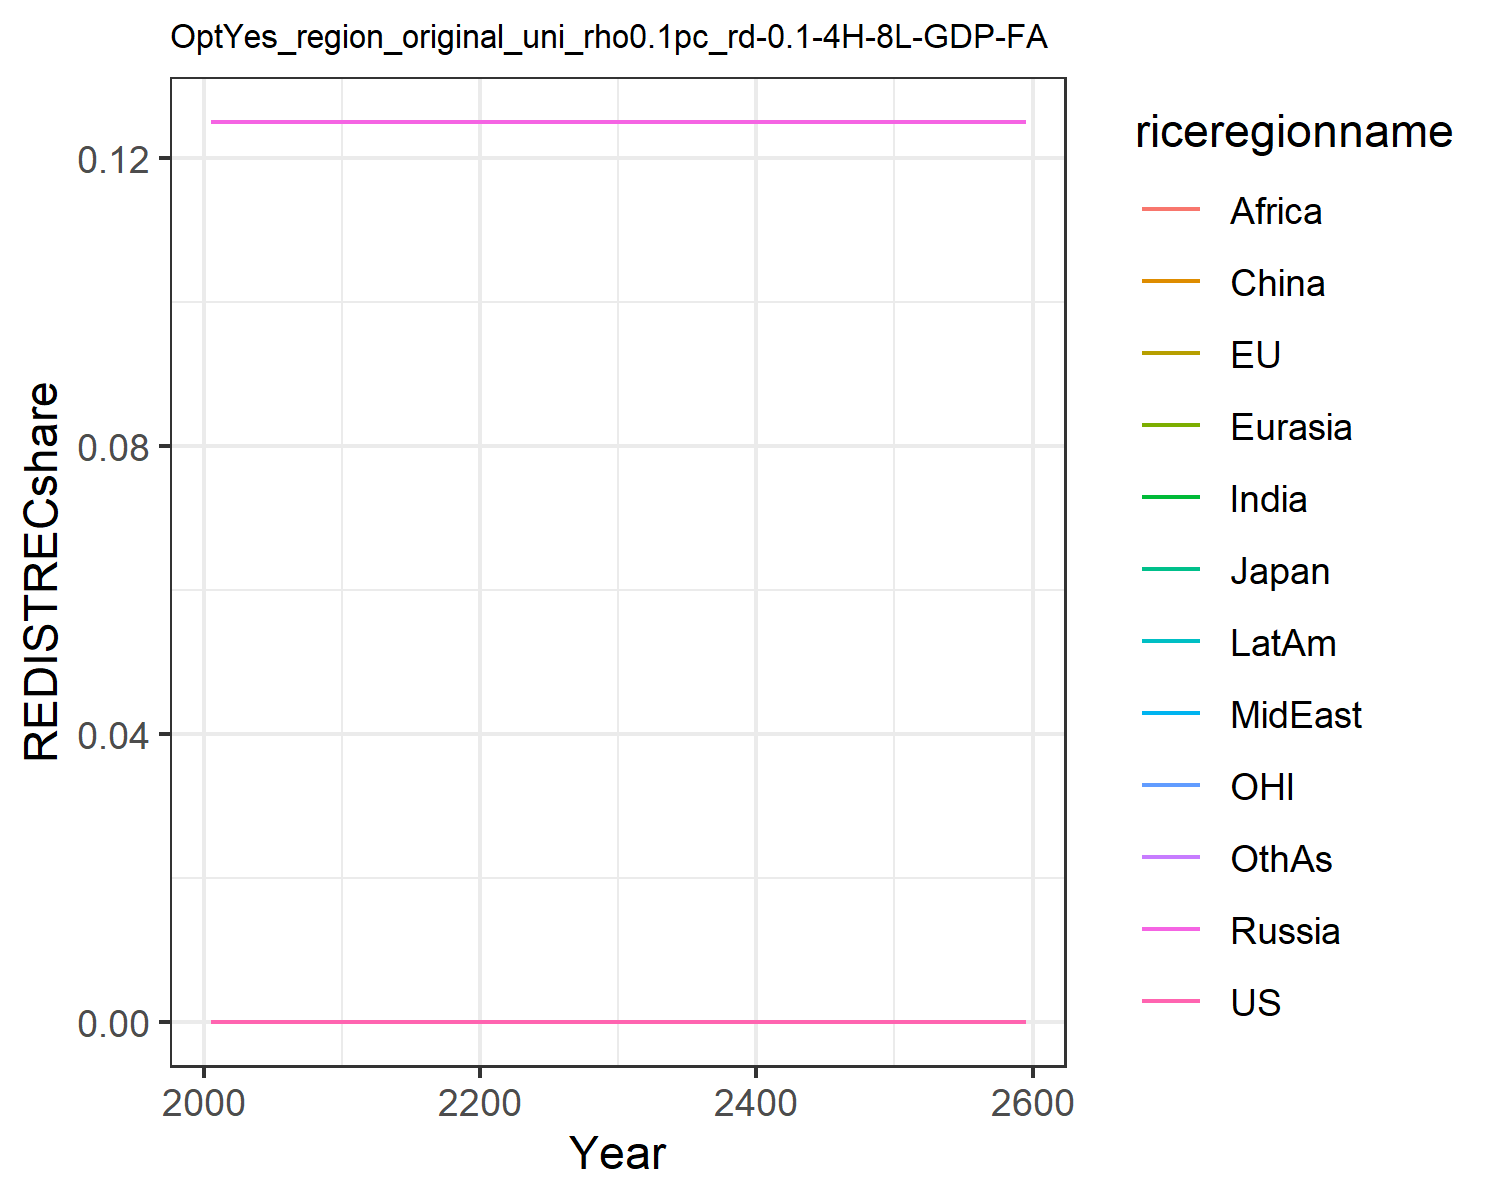 OptYes_region_original_uni_rho0.1pc_rd-0.1-4H-8L-GDP-FA
REDISTRECshare
0.12
0.08
0.04
0.00
2000 2200 2400 2600
Year
riceregionname
Africa
China
EU
Eurasia
India
Japan
LatAm
MidEast
OHI
OthAs
Russia
US